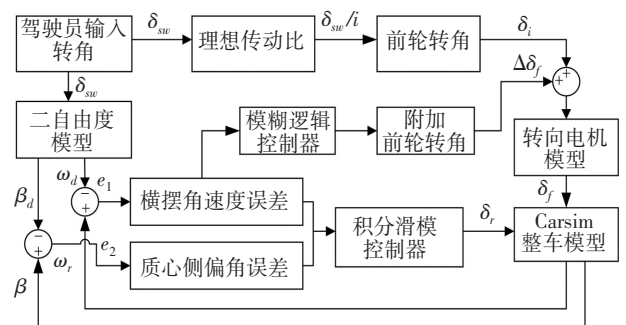 驾驶员输入
转角
δsw
理想传动比
δsw/i
前轮转角
δi
δsw
+
+
Δδf
二自由度
模型
模糊逻辑
控制器
附加
前轮转角
转向电机
模型
βd
ωd
e1
−
+
横摆角速度误差
δf
积分滑模
控制器
δr
Carsim
整车模型
−
+
ωr
e2
质心侧偏角误差
β